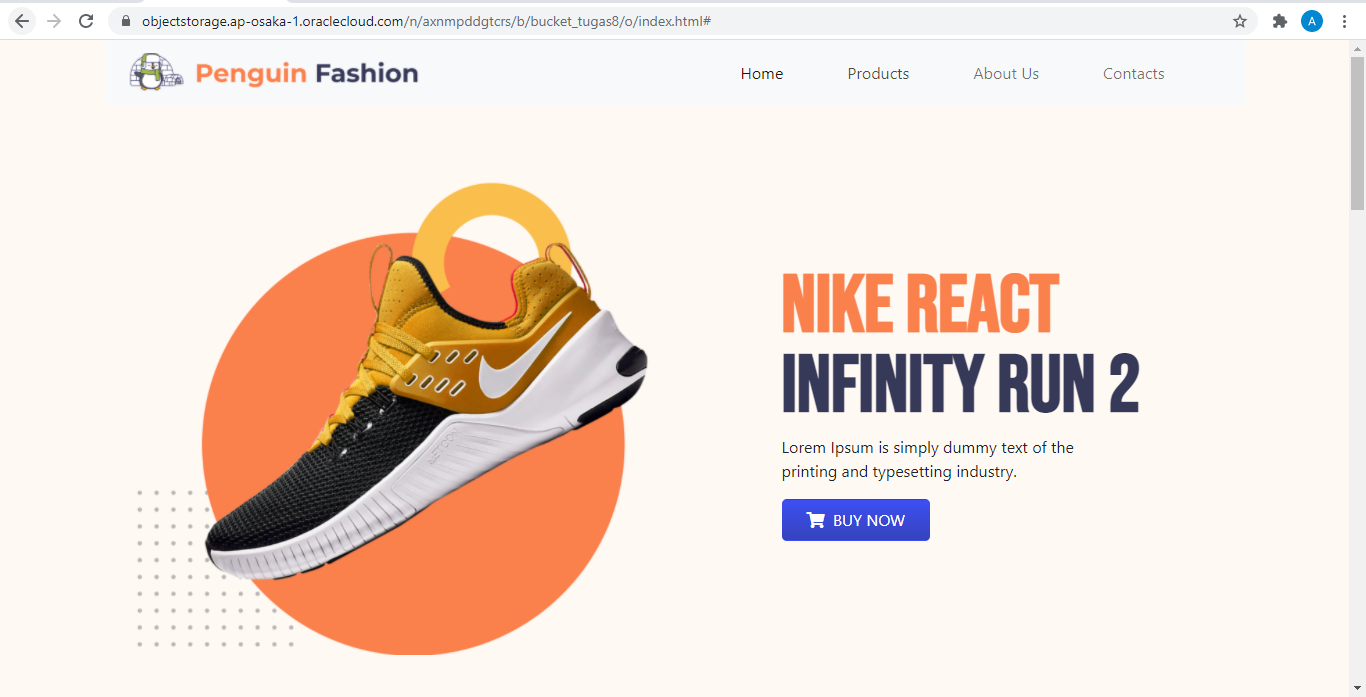 objectstorage.ap-osaka-1.oraclecloud.com/n/axnmpddgtcrs/b/bucket_tugas8/o/index.html#
A
Penguin Fashion
Home Products About Us Contacts
NIKE REACT
INFINITY RUN 2
Lorem Ipsum is simply dummy text of the
printing and typesetting industry.
BUY NOW